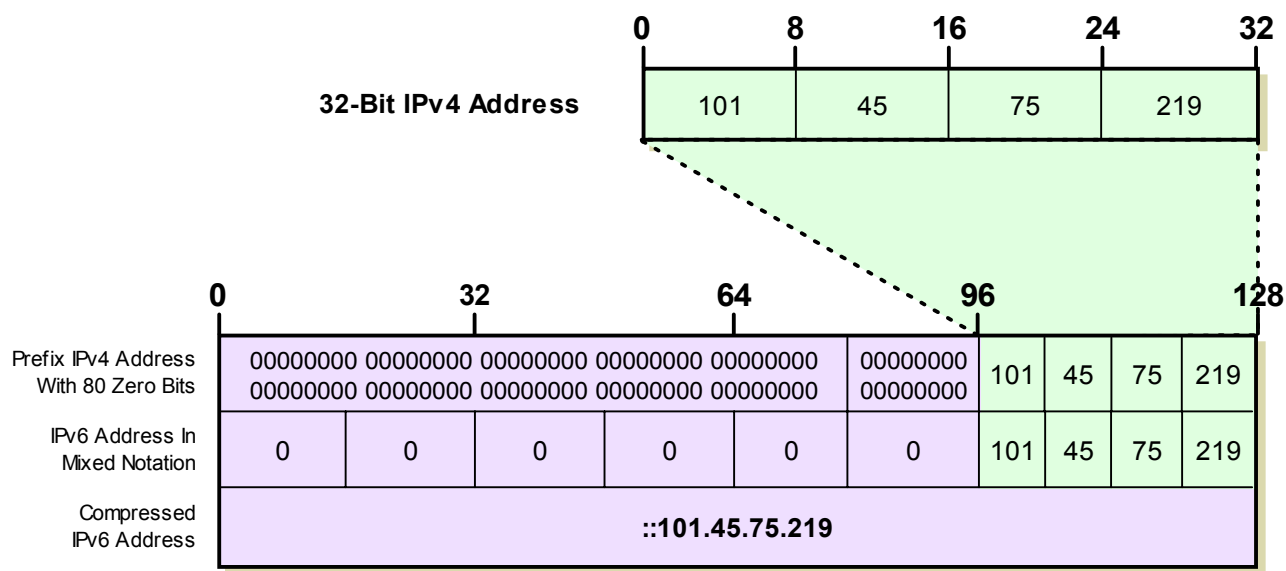 0 8 16 24 32
32-Bit IPv4 Address
101 45 75 219
0 32 64 96 128
Prefix IPv4 Address
With 80 Zero Bits
00000000 00000000 00000000 00000000 00000000 00000000
00000000 00000000 00000000 00000000 00000000 00000000
101 45 75 219
IPv6 Address In
Mixed Notation
0 0 0 0 0 0 101 45 75 219
Compressed
IPv6 Address
::101.45.75.219